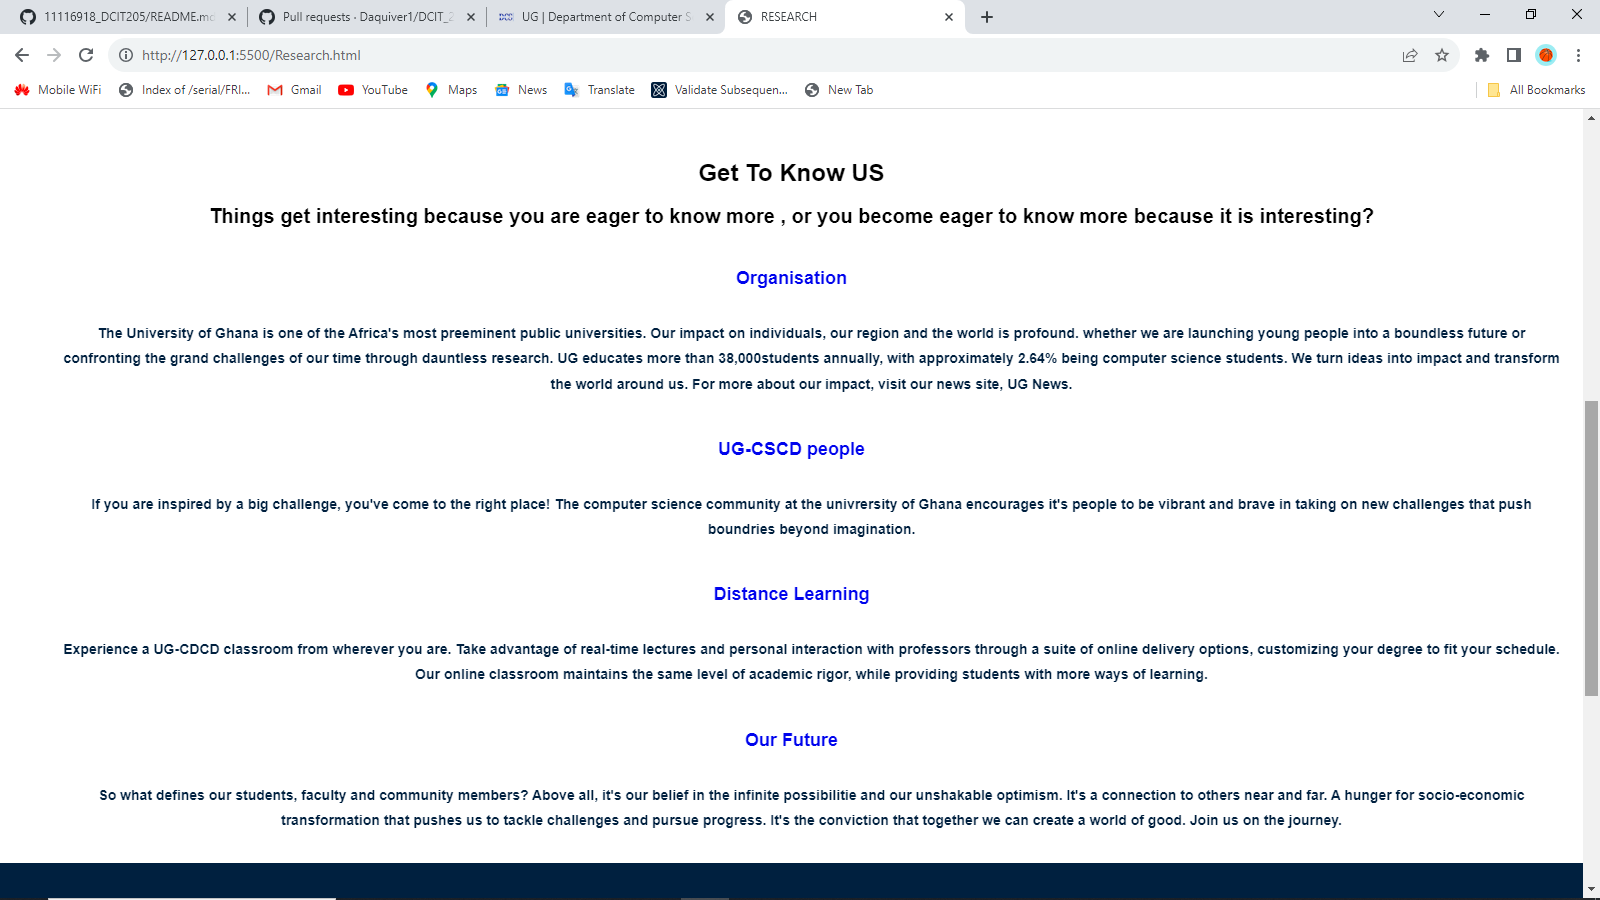 11116918_DCIT205/README.md
Pull requests · Daquiver1/DCIT_2
UG | Department of Computer S
RESEARCH
http://127.0.0.1:5500/Research.html
Mobile WiFi
Index of /serial/FRI...
Gmail
YouTube
Maps
News
Translate
Validate Subsequen...
New Tab
All Bookmarks
Get To Know US
Things get interesting because you are eager to know more , or you become eager to know more because it is interesting?
Organisation
The University of Ghana is one of the Africa's most preeminent public universities. Our impact on individuals, our region and the world is profound. whether we are launching young people into a boundless future or
confronting the grand challenges of our time through dauntless research. UG educates more than 38,000students annually, with approximately 2.64% being computer science students. We turn ideas into impact and transform
the world around us. For more about our impact, visit our news site, UG News.
UG-CSCD people
If you are inspired by a big challenge, you've come to the right place! The computer science community at the univresity of Ghana encourages it's people to be vibrant and brave in taking on new challenges that push
boundries beyond imagination.
Distance Learning
Experience a UG-CDCD classroom from wherever you are. Take advantage of real-time lectures and personal interaction with professors through a suite of online delivery options, customizing your degree to fit your schedule.
Our online classroom maintains the same level of academic rigor, while providing students with more ways of learning.
Our Future
So what defines our students, faculty and community members? Above all, it's our belief in the infinite possibilitie and our unshakable optimism. It's a connection to others near and far. A hunger for socio-economic
transformation that pushes us to tackle challenges and pursue progress. It's the conviction that together we can create a world of good. Join us on the journey.